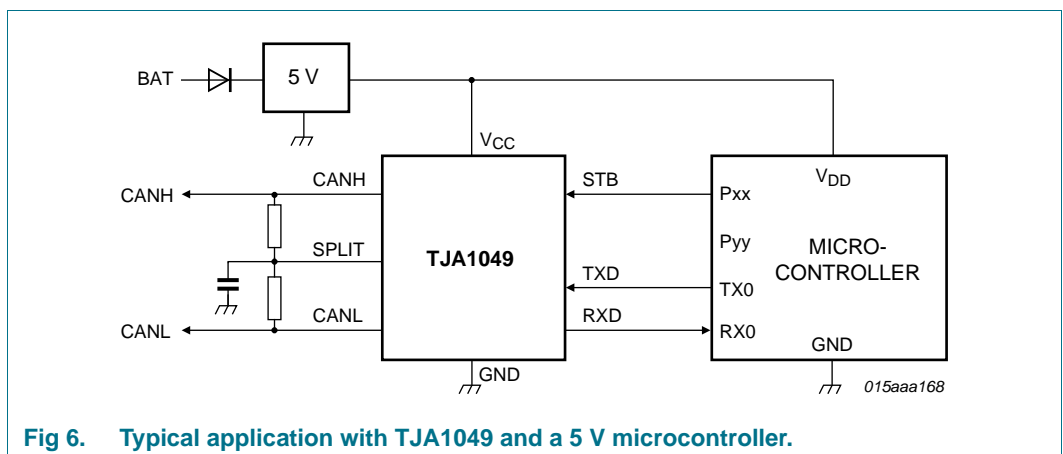 BAT
5 V
VCC
CANH
CANH
SPLIT
CANL
CANL
TJA1049
GND
STB
TXD
RXD
VDD
Pxx
Pyy
MICRO-
CONTROLLER
TX0
RX0
GND
015aaa168
Fig 6. Typical application with TJA1049 and a 5 V microcontroller.